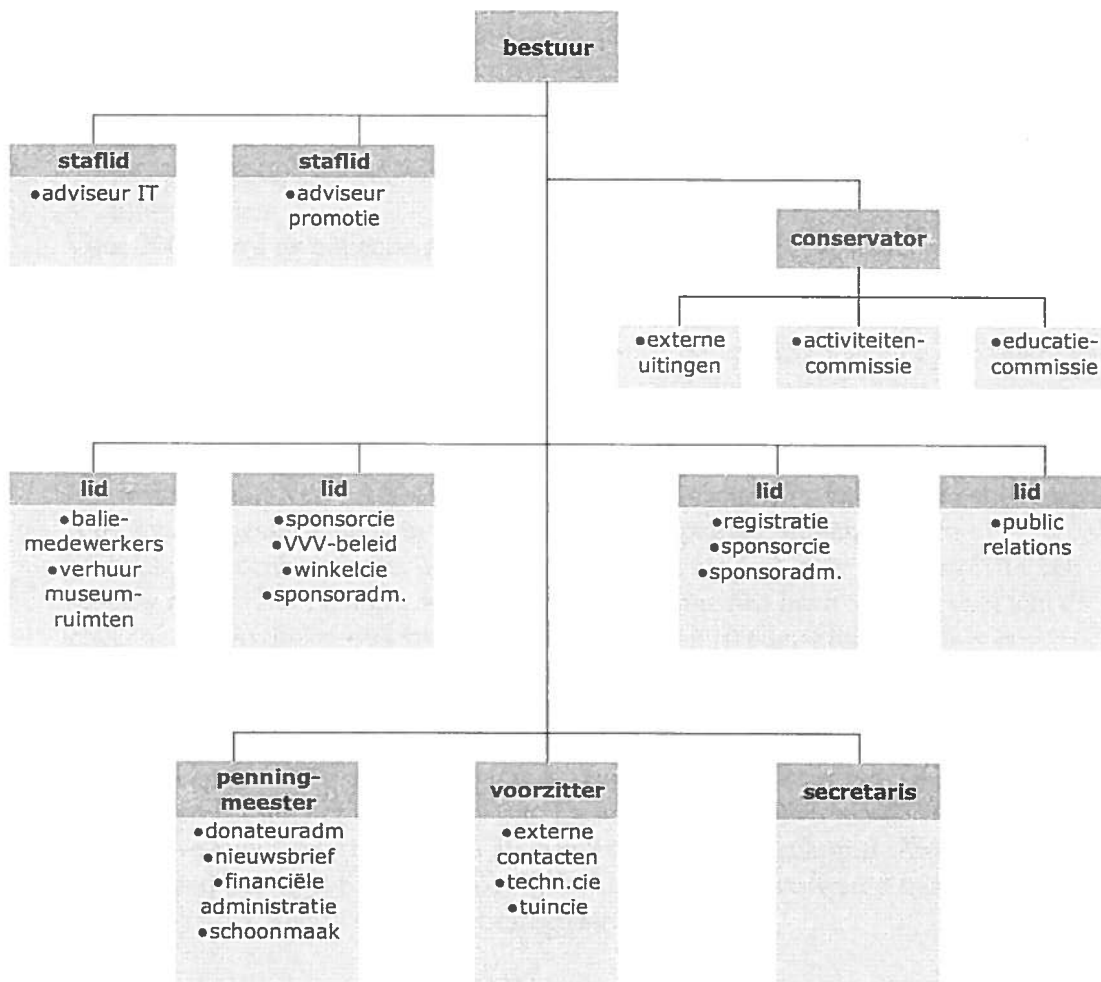 bestuur
staflid
•adviseur IT
staflid
•adviseur
promotie
conservator
•externe
uitingen
•activiteiten-
commissie
•educatie-
commissie
lid
•balie-
medewerkers
•verhuur
museum-
ruimten
lid
•sponsorcie
•VVV-beleid
•winkelcie
•sponsoradm.
lid
•registratie
•sponsorcie
•sponsoradm.
lid
•public
relations
penning-
meester
•donateuradm
•nieuwsbrief
•financiële
administratie
•schoonmaak
voorzitter
•externe
contacten
•techn.cie
•tuincie
secretaris